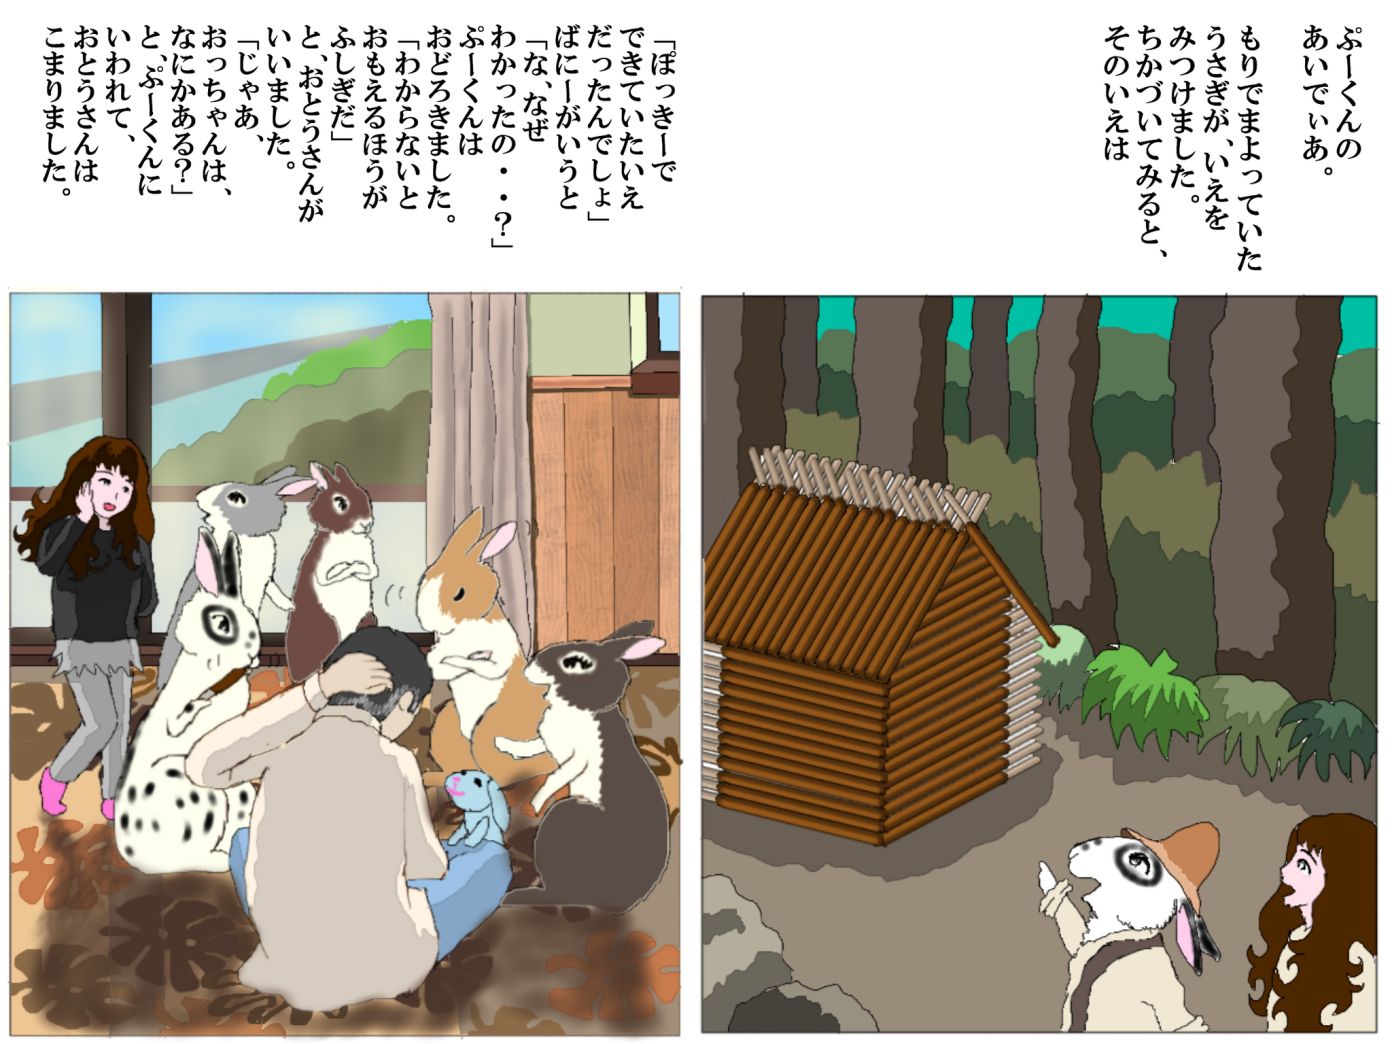 ぷーくんの
あいでぃあ。
もりでまよっていた
うさぎが、いえを
みつけました。
ちかづいてみると、
そのいえは
「ぽっきーで
できていたいえ
だったんでしょ」
ばにーがいうと
「な、なぜ
わかったの・・？」
ぷーくんは
おどろきました。
「わからないと
おもえるほうが
ふしぎだ」
と、おとうさんが
いいました。
「じゃあ、
おっちゃんは、
なにかある？」
と、ぷーくんに
いわれて、
おとうさんは
こまりました。